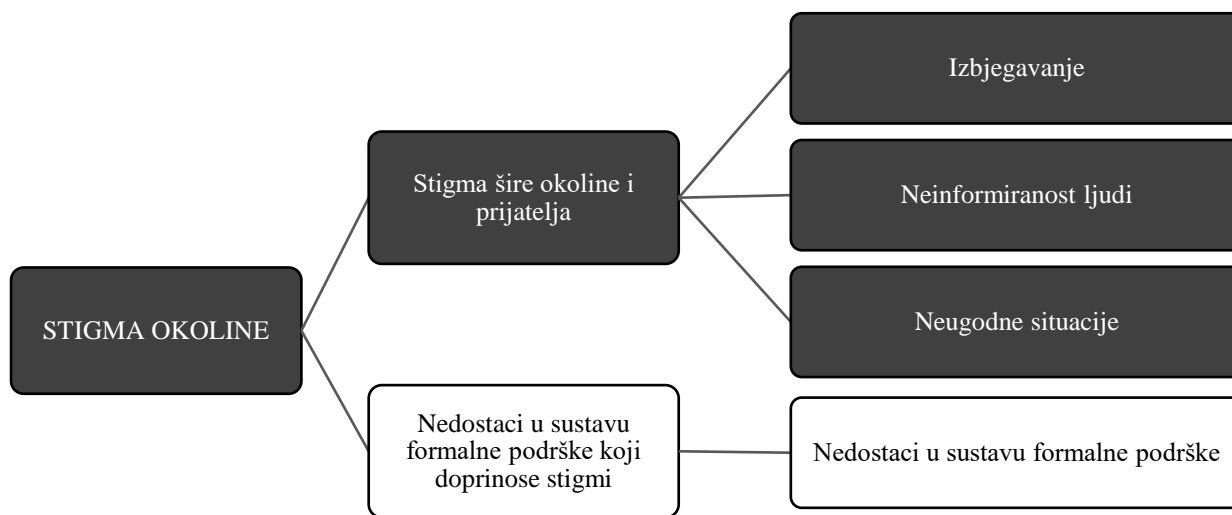 STIGMA OKOLINE
Stigma šire okoline i
prijatelja
Izbjegavanje
Neinformiranost ljudi
Neugodne situacije
Nedostaci u sustavu
formalne podrške koji
doprinose stigmi
Nedostaci u sustavu formalne podrške